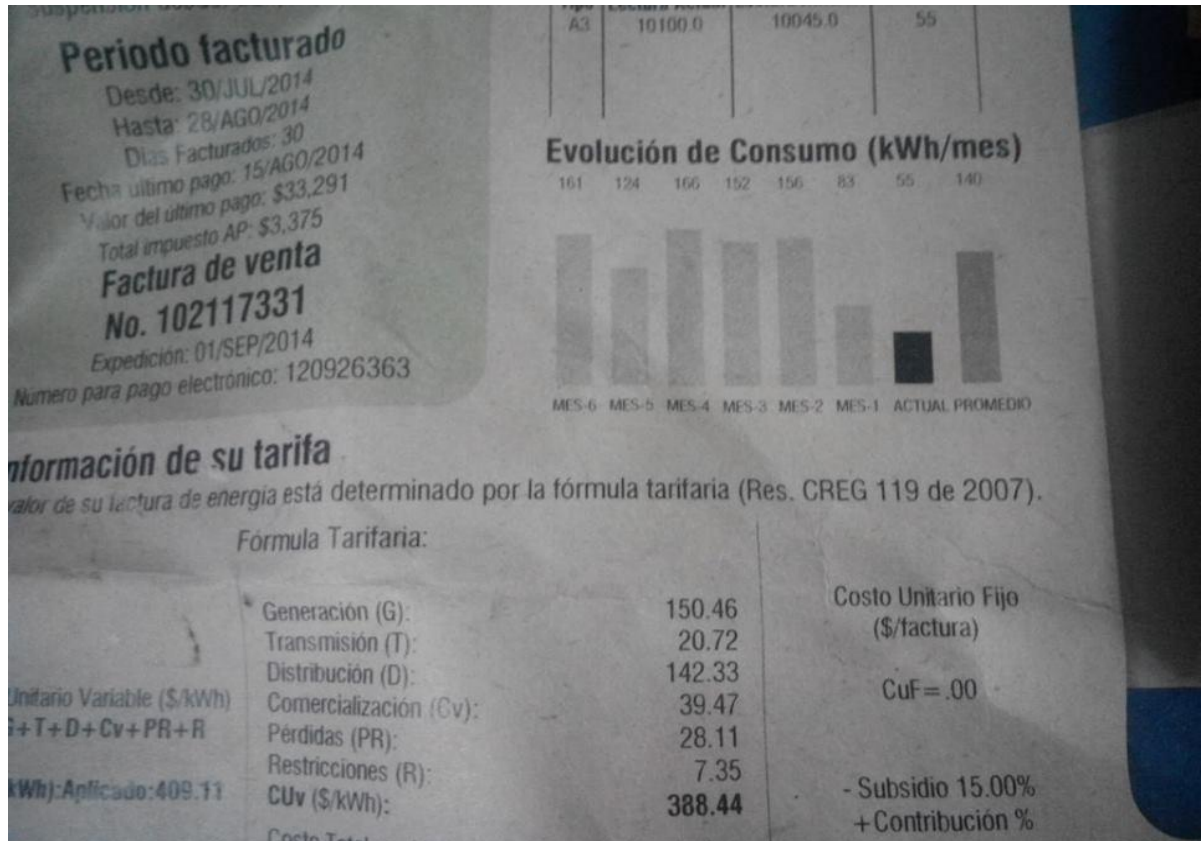 Suspensión
Periodo facturado
Desde: 30/JUL/2014
Hasta: 28/AGO/2014
Dias Facturados: 30
Fecha ultimo pago: 15/AGO/2014
Valor del último pago: $33,291
Total impuesto AP: $3,375
Factura de venta
No. 102117331
Expedición: 01/SEP/2014
Número para pago electrónico: 120926363
A3 10100.0 10045.0 55
Evolución de Consumo (kWh/mes)
161 124 166 152 156 83 55 140
MES-6 MES-5 MES-4 MES-3 MES-2 MES-1 ACTUAL PROMEDIO
nformación de su tarifa
valor de su factura de energía está determinado por la fórmula tarifaria (Res. CREG 119 de 2007).
Fórmula Tarifaria:
Generación (G): 150.46
Transmisión (T): 20.72
Distribución (D): 142.33
Comercialización (Cv): 39.47
Pérdidas (PR): 28.11
Restricciones (R): 7.35
CUv ($/kWh): 388.44
Unitario Variable ($/kWh)
+T+D+Cv+PR+R
kWh):Aplicado:409.11
Costo Unitario Fijo
($/factura)
CuF= .00
- Subsidio 15.00%
+Contribución %